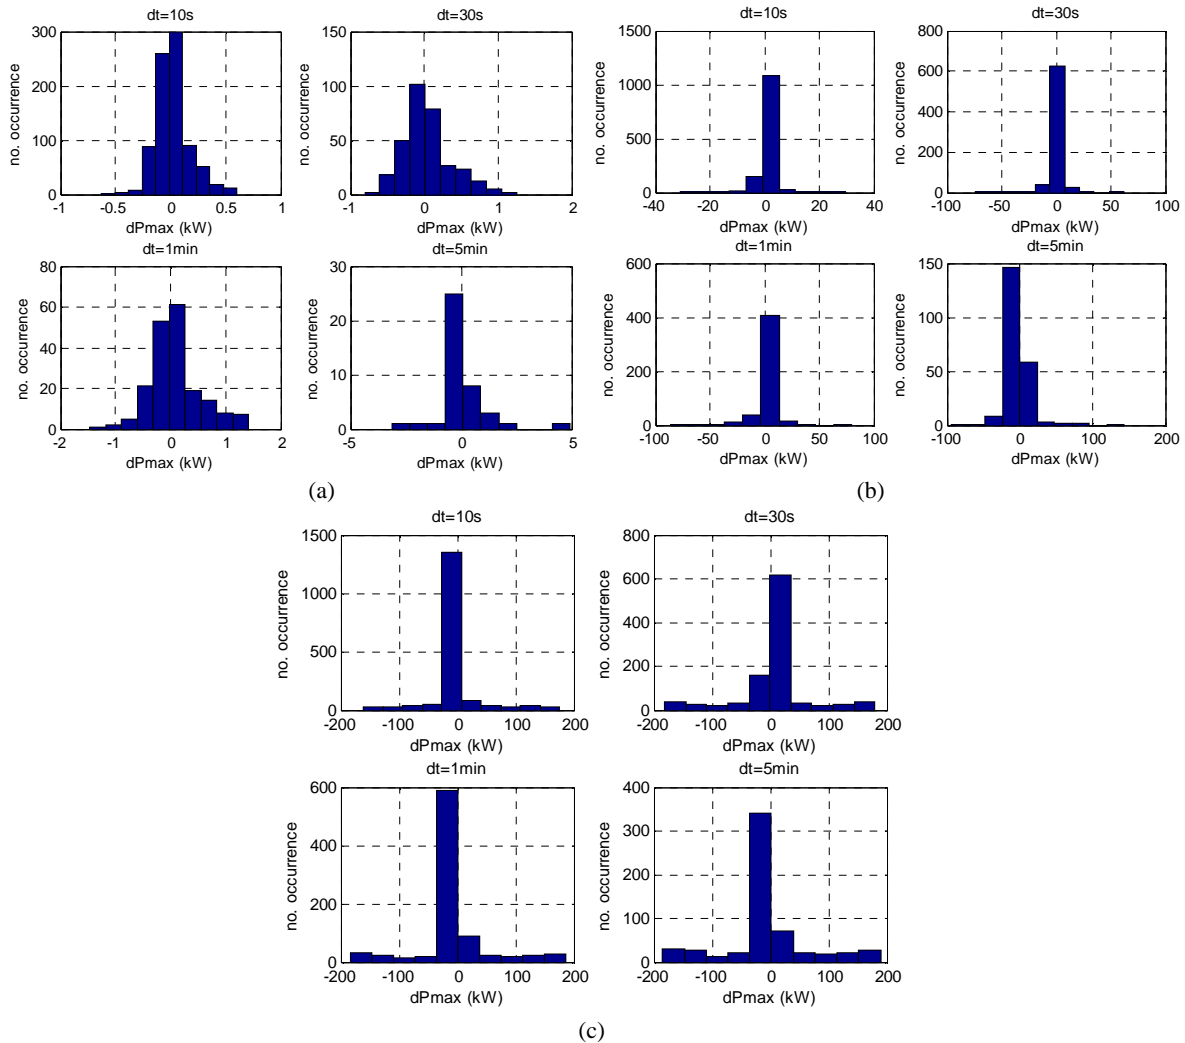 dt=10s
300
200
100
0
no. occurrence
-1 -0.5 0 0.5 1
dPmax (kW)
dt=30s
150
100
50
0
no. occurrence
-1 0 1 2
dPmax (kW)
dt=1min
80
60
40
20
0
no. occurrence
-2 -1 0 1 2
dPmax (kW)
dt=5min
30
20
10
0
no. occurrence
-5 0 5
dPmax (kW)
(a)
dt=10s
1500
1000
500
0
no. occurrence
-40 -20 0 20 40
dPmax (kW)
dt=30s
800
600
400
200
0
no. occurrence
-100 -50 0 50 100
dPmax (kW)
dt=1min
600
400
200
0
no. occurrence
-100 -50 0 50 100
dPmax (kW)
dt=5min
150
100
50
0
no. occurrence
-100 0 100 200
dPmax (kW)
(b)
dt=10s
1500
1000
500
0
no. occurrence
-200 -100 0 100 200
dPmax (kW)
dt=30s
800
600
400
200
0
no. occurrence
-200 -100 0 100 200
dPmax (kW)
dt=1min
600
400
200
0
no. occurrence
-200 -100 0 100 200
dPmax (kW)
dt=5min
400
300
200
100
0
no. occurrence
-200 -100 0 100 200
dPmax (kW)
(c)